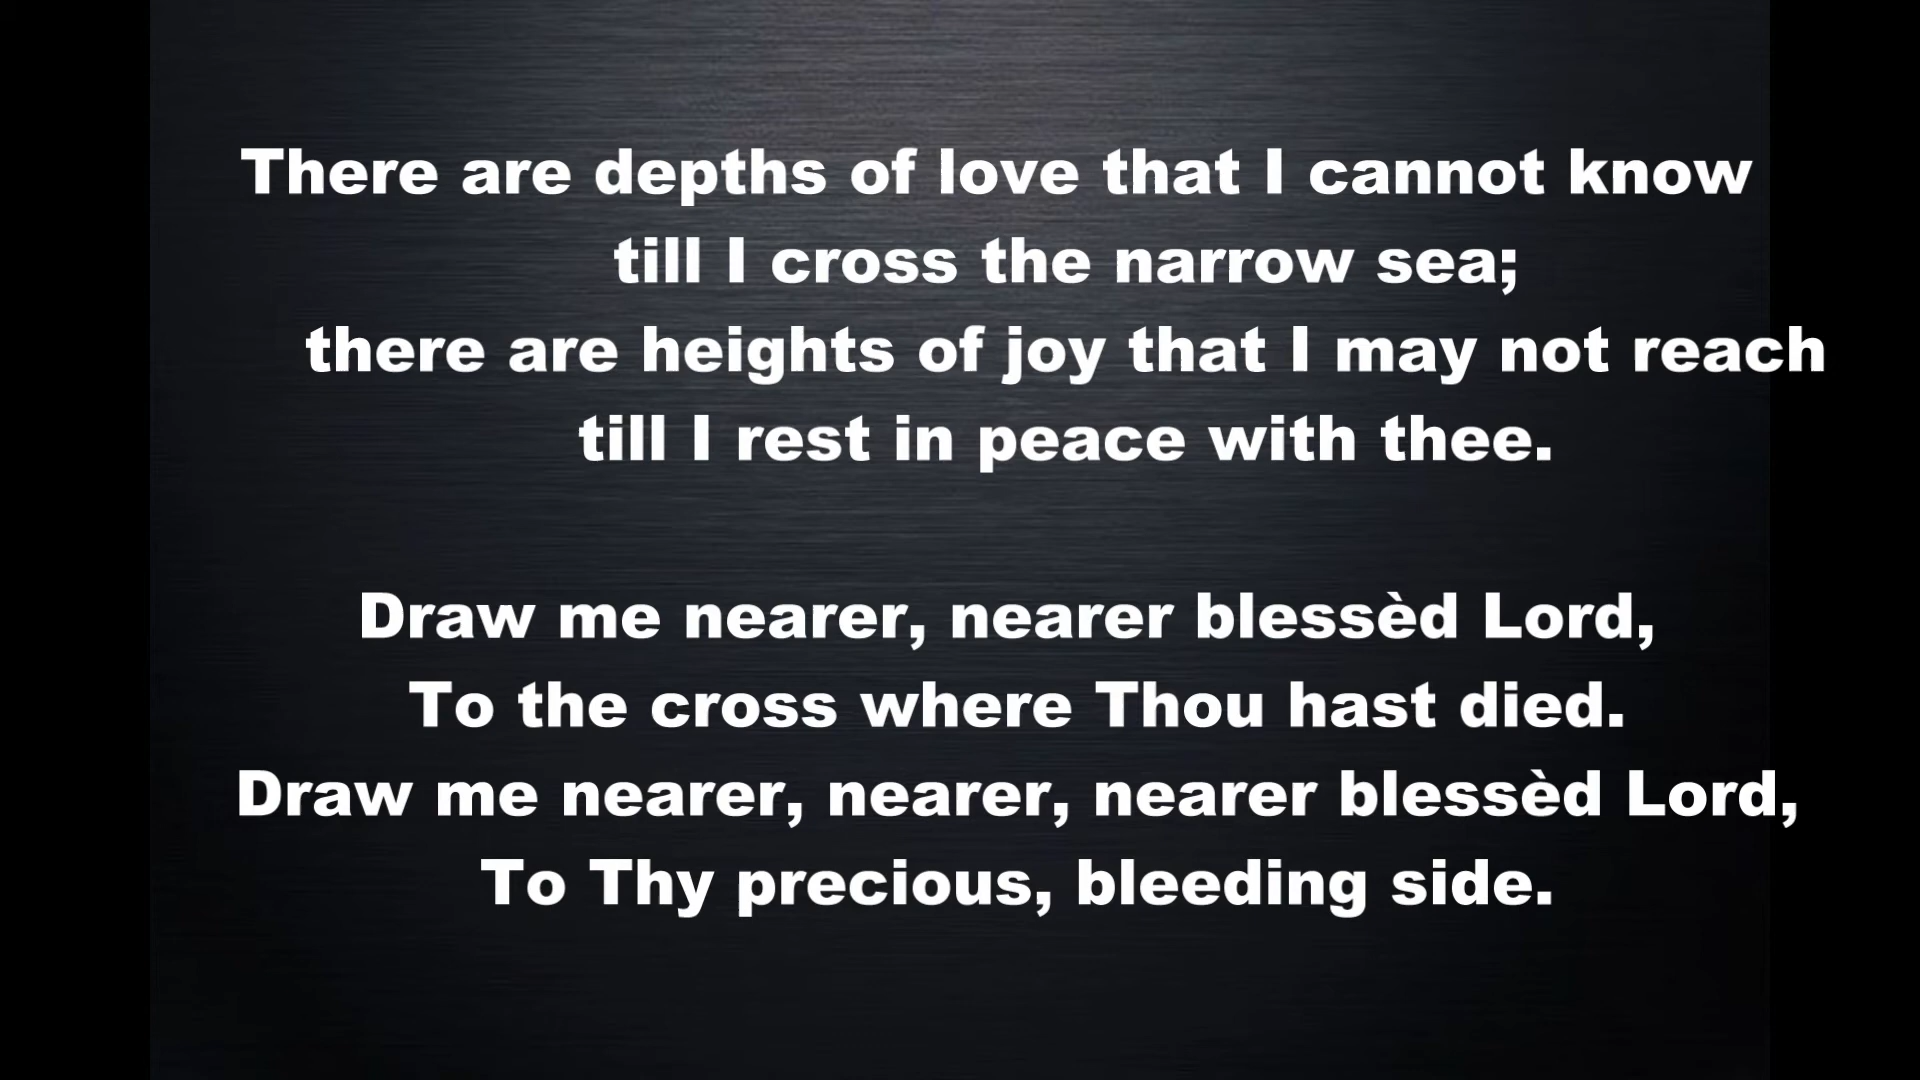 There are depths of love that I cannot know
till I cross the narrow sea;
there are heights of joy that I may not reach
till I rest in peace with thee.
Draw me nearer, nearer blessèd Lord,
To the cross where Thou hast died.
Draw me nearer, nearer, nearer blessèd Lord,
To Thy precious, bleeding side.